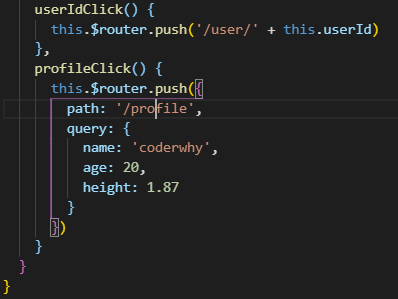 userIdClick() {
this.$router.push('/user/' + this.userId)
},
profileClick() {
this.$router.push({
path: '/profile',
query: {
name: 'coderwhy',
age: 20,
height: 1.87
}
})
}
}
}